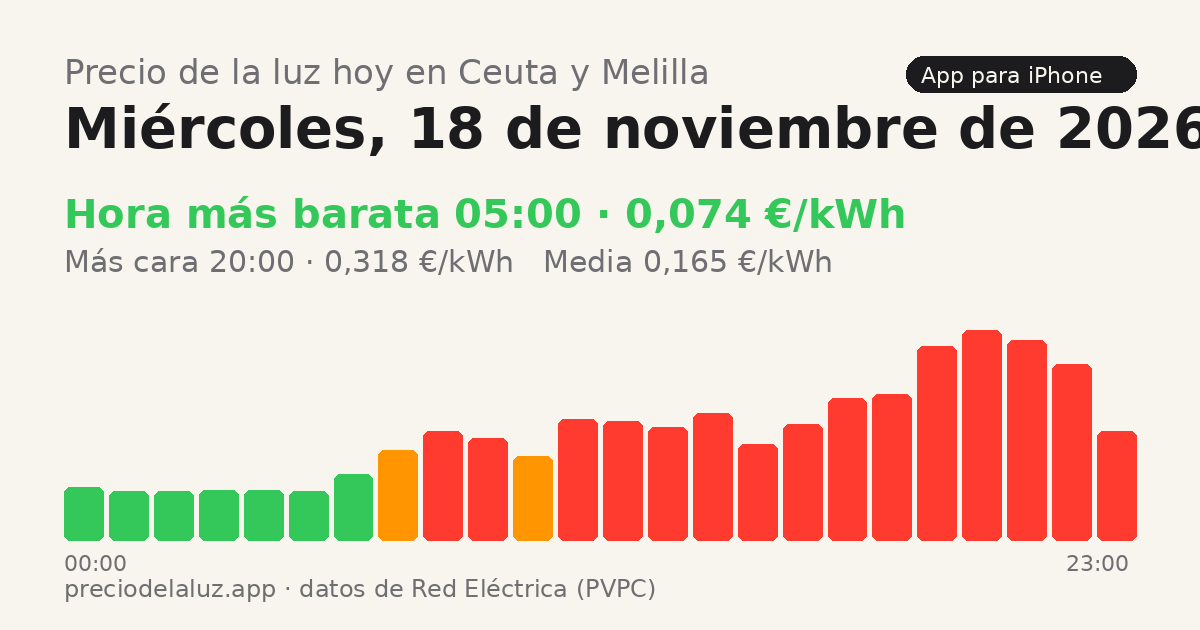 Precio de la luz hoy en Ceuta y Melilla
App para iPhone
Miércoles, 18 de noviembre de 2026
Hora más barata 05:00 · 0,074 €/kWh
Más cara 20:00 · 0,318 €/kWh Media 0,165 €/kWh
00:00
23:00
preciodelaluz.app · datos de Red Eléctrica (PVPC)